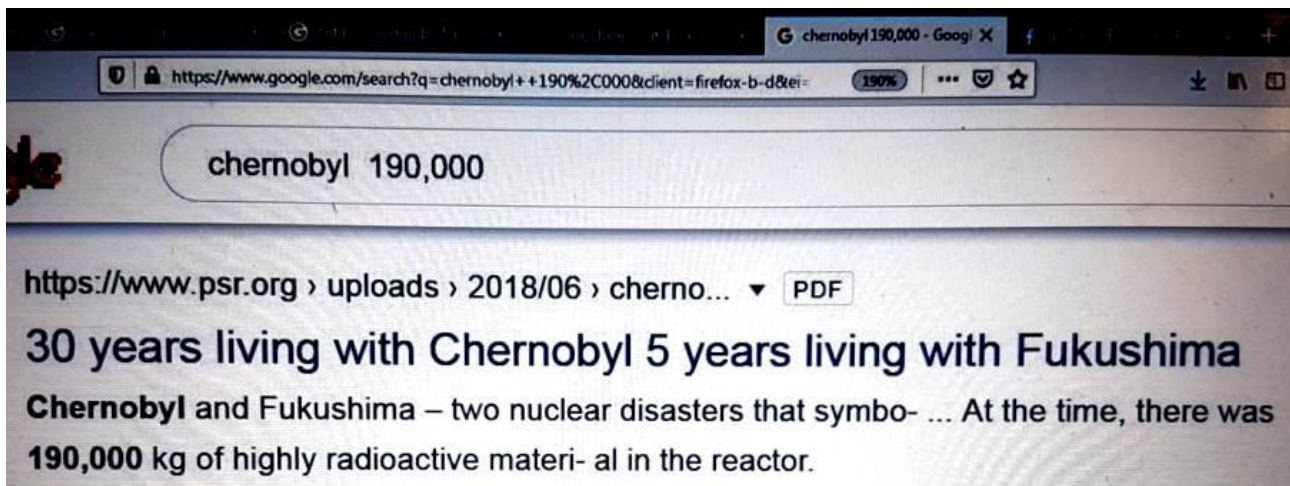 G chernobyl 190,000 - Googl X
https://www.google.com/search?q=chernobyl++190%2C000&client=firefox-b-d&ei= 190% ...
gle
chernobyl 190,000
https://www.psr.org › uploads › 2018/06 › cherno... ▼ PDF
30 years living with Chernobyl 5 years living with Fukushima
Chernobyl and Fukushima – two nuclear disasters that symbo- ... At the time, there was
190,000 kg of highly radioactive materi- al in the reactor.